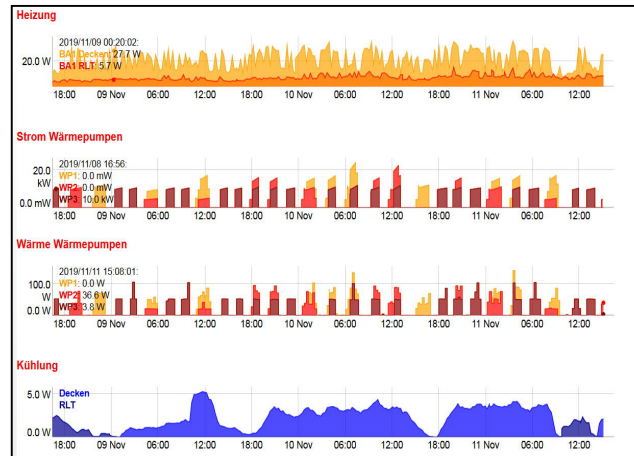 Heizung
2019/11/09 00:20:02:
BA1 Decken: 27.7 W
20.0 W
BA1 RLT: 5.7 W
18:00 09 Nov 06:00 12:00 18:00 10 Nov 06:00 12:00 18:00 11 Nov 06:00 12:00
Strom Wärmepumpen
2019/11/08 16:56:
20.0
kW
WP1: 0.0 mW
WP2: 0.0 mW
0.0 mW
WP3: 10.0 kW
18:00 09 Nov 06:00 12:00 18:00 10 Nov 06:00 12:00 18:00 11 Nov 06:00 12:00
Wärme Wärmepumpen
2019/11/11 15:08:01:
100.0
WP1: 0.0 W
WP2: 36.6 W
0.0 W
WP3: 3.8 W
18:00 09 Nov 06:00 12:00 18:00 10 Nov 06:00 12:00 18:00 11 Nov 06:00 12:00
Kühlung
5.0 W
Decken
RLT
0.0 W
18:00 09 Nov 06:00 12:00 18:00 10 Nov 06:00 12:00 18:00 11 Nov 06:00 12:00